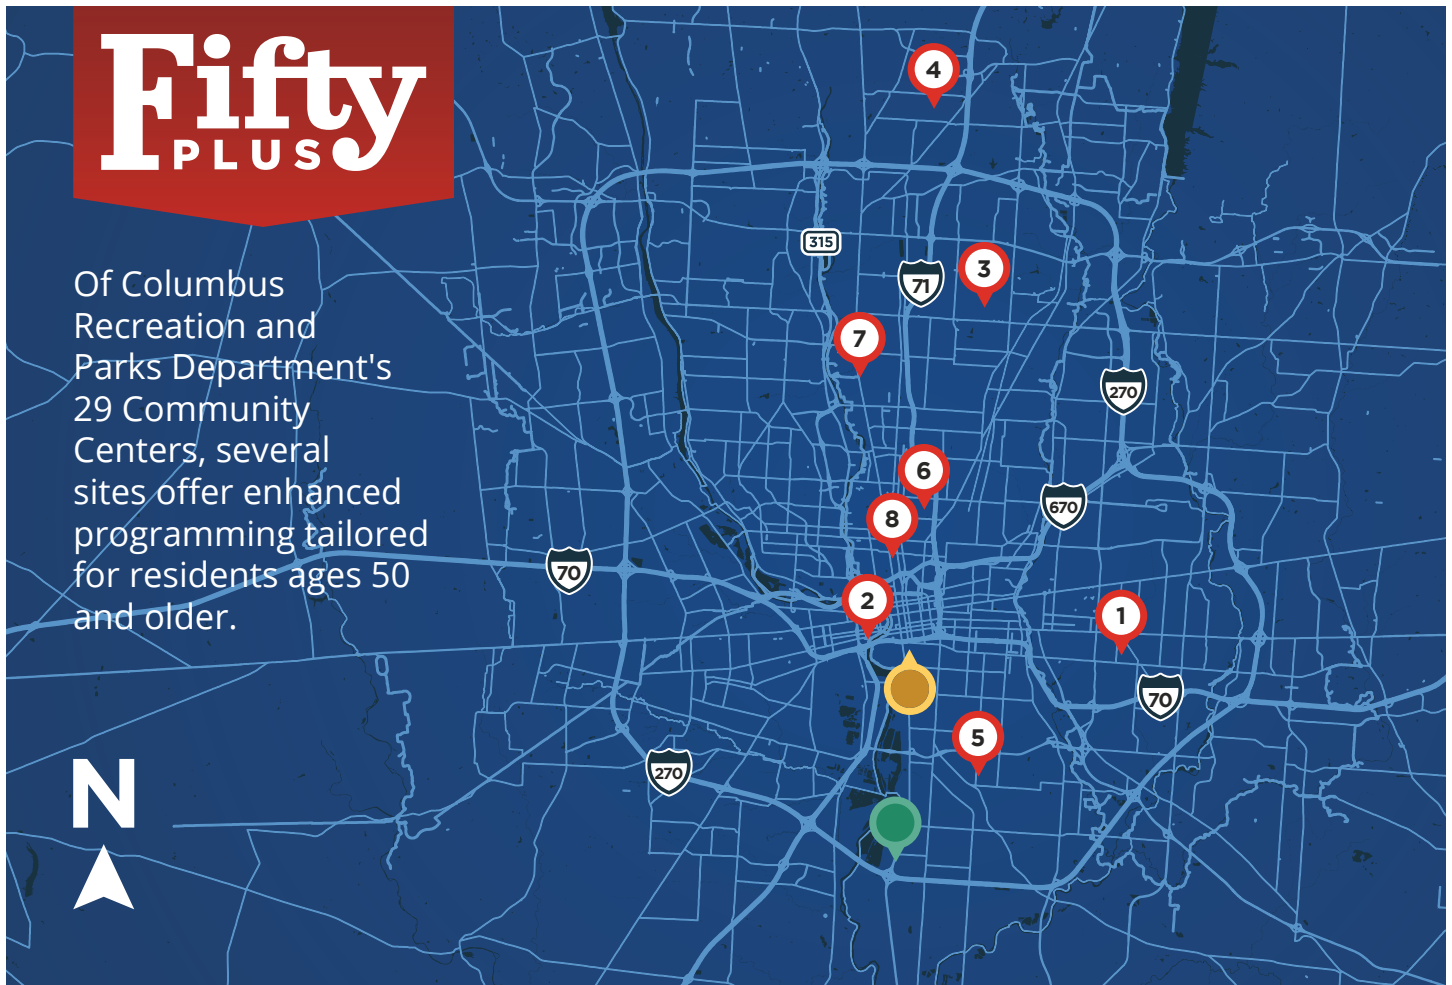 Fifty
PLUS
Of Columbus
Recreation and
Parks Department's
29 Community
Centers, several
sites offer enhanced
programming tailored
for residents ages 50
and older.
N
4
315
71
3
7
270
6
670
8
70
2
1
70
5
270